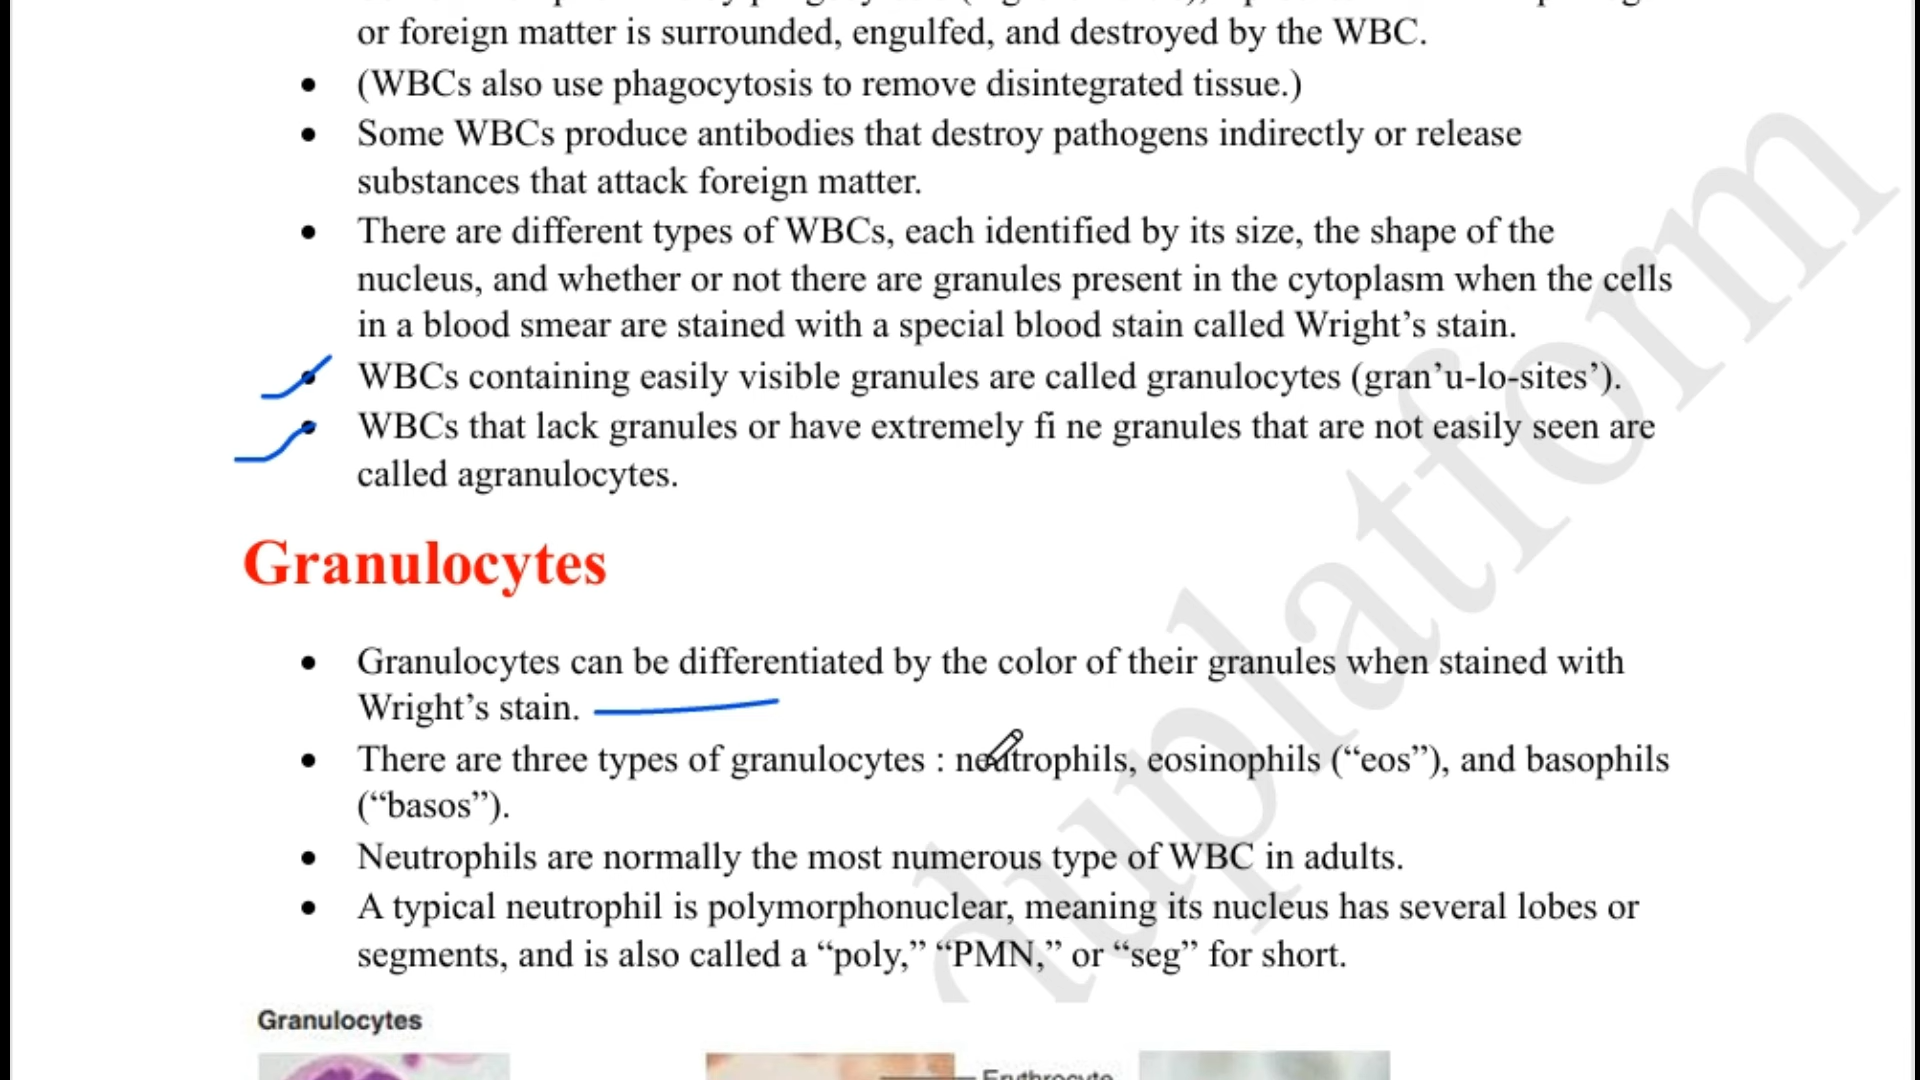 or foreign matter is surrounded, engulfed, and destroyed by the WBC.
• (WBCs also use phagocytosis to remove disintegrated tissue.)
• Some WBCs produce antibodies that destroy pathogens indirectly or release
substances that attack foreign matter.
• There are different types of WBCs, each identified by its size, the shape of the
nucleus, and whether or not there are granules present in the cytoplasm when the cells
in a blood smear are stained with a special blood stain called Wright’s stain.
• WBCs containing easily visible granules are called granulocytes (gran’u-lo-sites’).
• WBCs that lack granules or have extremely fi ne granules that are not easily seen are
called agranulocytes.
Granulocytes
• Granulocytes can be differentiated by the color of their granules when stained with
Wright’s stain.
• There are three types of granulocytes : neutrophils, eosinophils (“eos”), and basophils
(“basos”).
• Neutrophils are normally the most numerous type of WBC in adults.
• A typical neutrophil is polymorphonuclear, meaning its nucleus has several lobes or
segments, and is also called a “poly,” “PMN,” or “seg” for short.
Granulocytes
Erythrocyte
duplatform